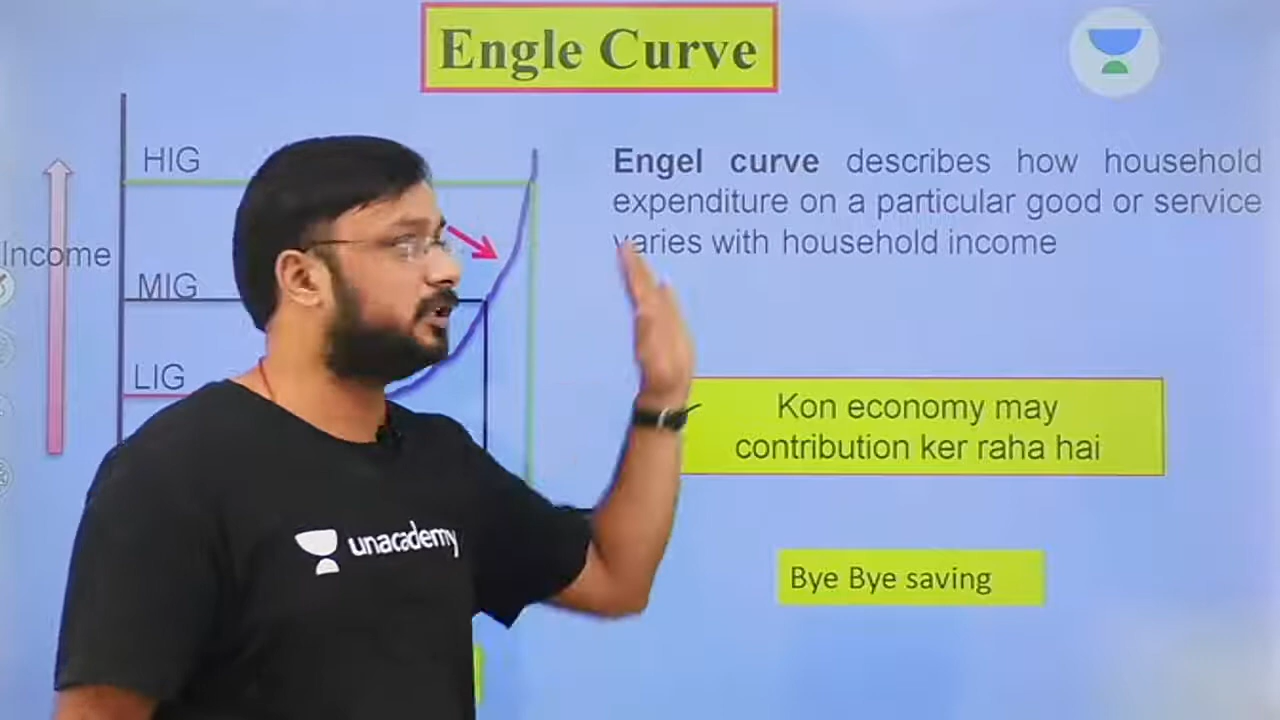 Engle Curve
HIG
Income
MIG
LIG
Engel curve describes how household
expenditure on a particular good or service
varies with household income
Kon economy may
contribution ker raha hai
Bye Bye saving
unacademy